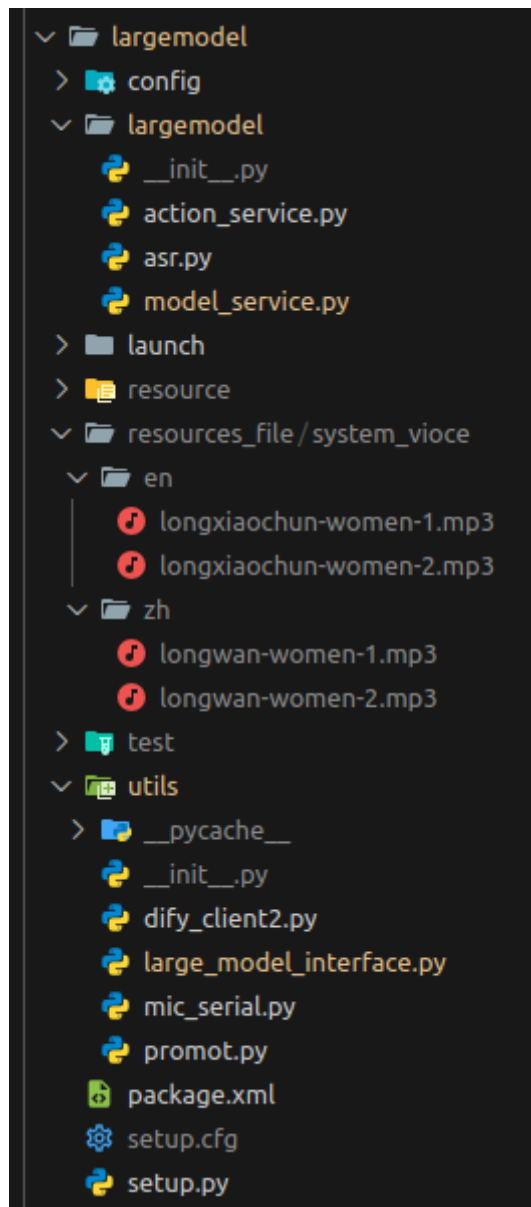 largemodel
config
largemodel
__init__.py
action_service.py
asr.py
model_service.py
launch
resource
resources_file/system_vioce
en
longxiaochun-women-1.mp3
longxiaochun-women-2.mp3
zh
longwan-women-1.mp3
longwan-women-2.mp3
test
utils
__pycache__
__init__.py
dify_client2.py
large_model_interface.py
mic_serial.py
promot.py
package.xml
setup.cfg
setup.py